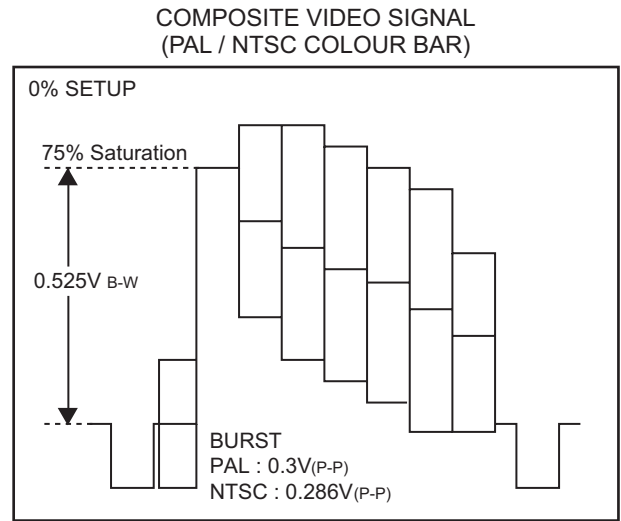 COMPOSITE VIDEO SIGNAL
(PAL / NTSC COLOUR BAR)
0% SETUP
75% Saturation
0.525V B-W
BURST
PAL : 0.3V(P-P)
NTSC : 0.286V(P-P)